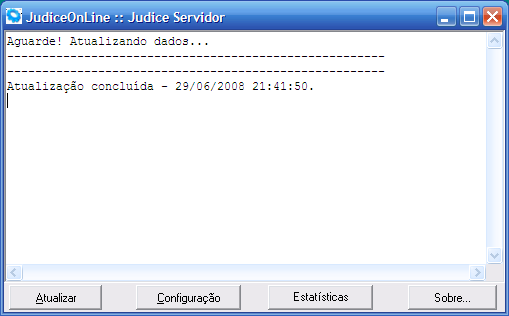 JudiceOnLine :: Judice Servidor
Aguarde! Atualizando dados...
------------------------------------------------------
------------------------------------------------------
Atualização concluída - 29/06/2008 21:41:50.
Atualizar Configuração Estatísticas Sobre...